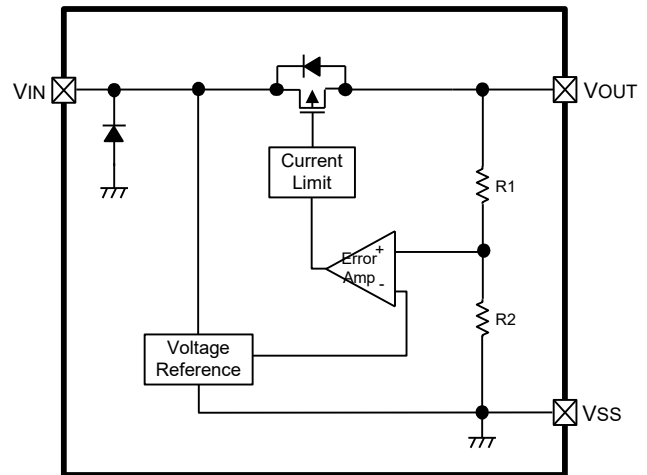 VIN
VOUT
Current
Limit
R1
Error
Amp
+
-
R2
Voltage
Reference
VSS